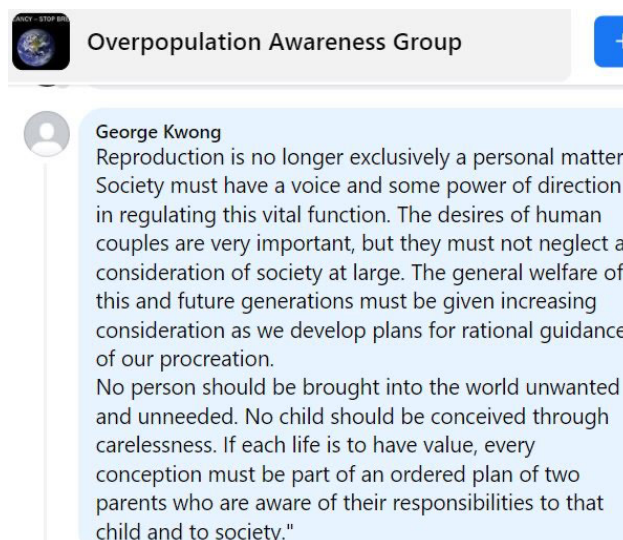 Overpopulation Awareness Group
George Kwong
Reproduction is no longer exclusively a personal matter
Society must have a voice and some power of direction
in regulating this vital function. The desires of human
couples are very important, but they must not neglect a
consideration of society at large. The general welfare of
this and future generations must be given increasing
consideration as we develop plans for rational guidance
of our procreation.
No person should be brought into the world unwanted
and unneeded. No child should be conceived through
carelessness. If each life is to have value, every
conception must be part of an ordered plan of two
parents who are aware of their responsibilities to that
child and to society."